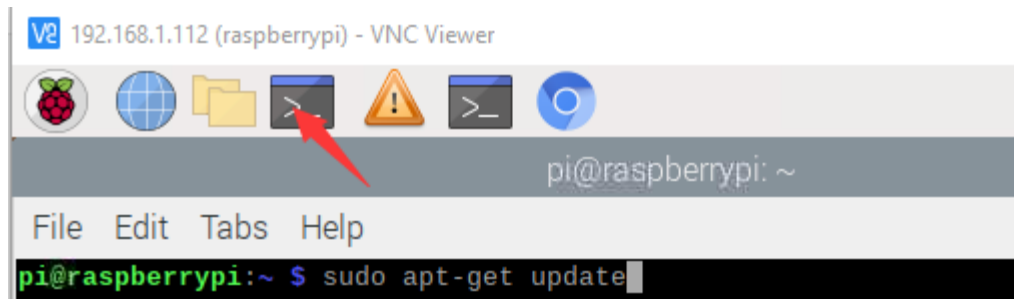 V2 192.168.1.112 (raspberrypi) - VNC Viewer
>_ >_
pi@raspberrypi: ~
File Edit Tabs Help
pi@raspberrypi:~ $ sudo apt-get update